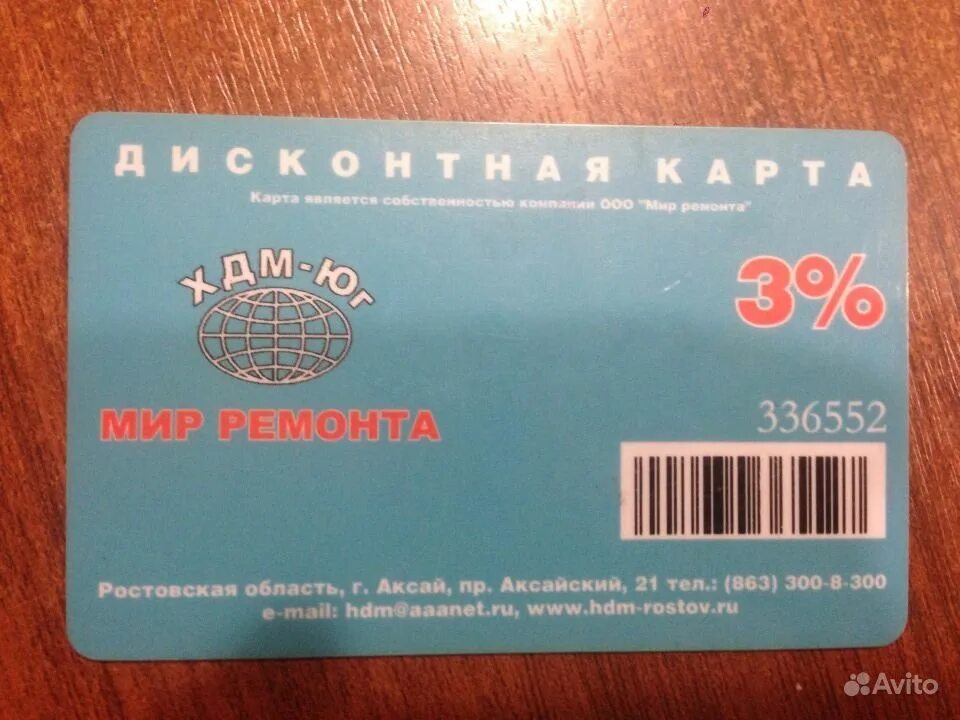 ДИСКОНТНАЯ КАРТА
Карта является собственностью компании ООО "Мир ремонта"
ХДМ-ЮГ
3%
МИР РЕМОНТА
336552
Ростовская область, г. Аксай, пр. Аксайский, 21 тел.: (863) 300-8-300
e-mail: hdm@aaanet.ru, www.hdm-rostov.ru
Avito